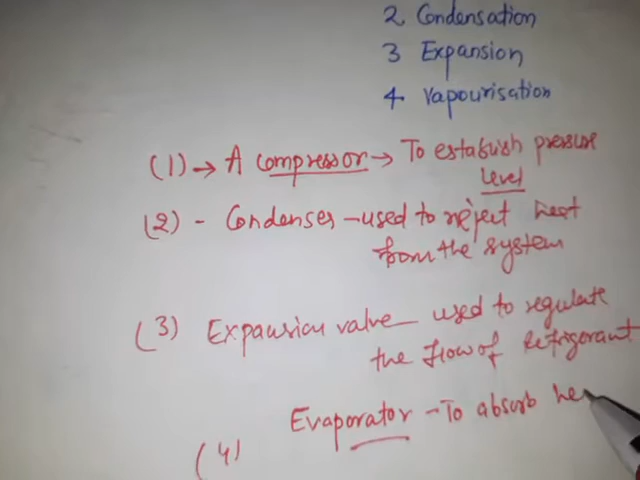 2 Condensation
3 Expansion
4 Vapourisation
(1) → A compressor → To establish pressure
level
(2) - Condenser - used to reject heat
from the system
(3) Expansion valve used to regulate
the flow of Refrigerant
Evaporator - To absorb he
(4)